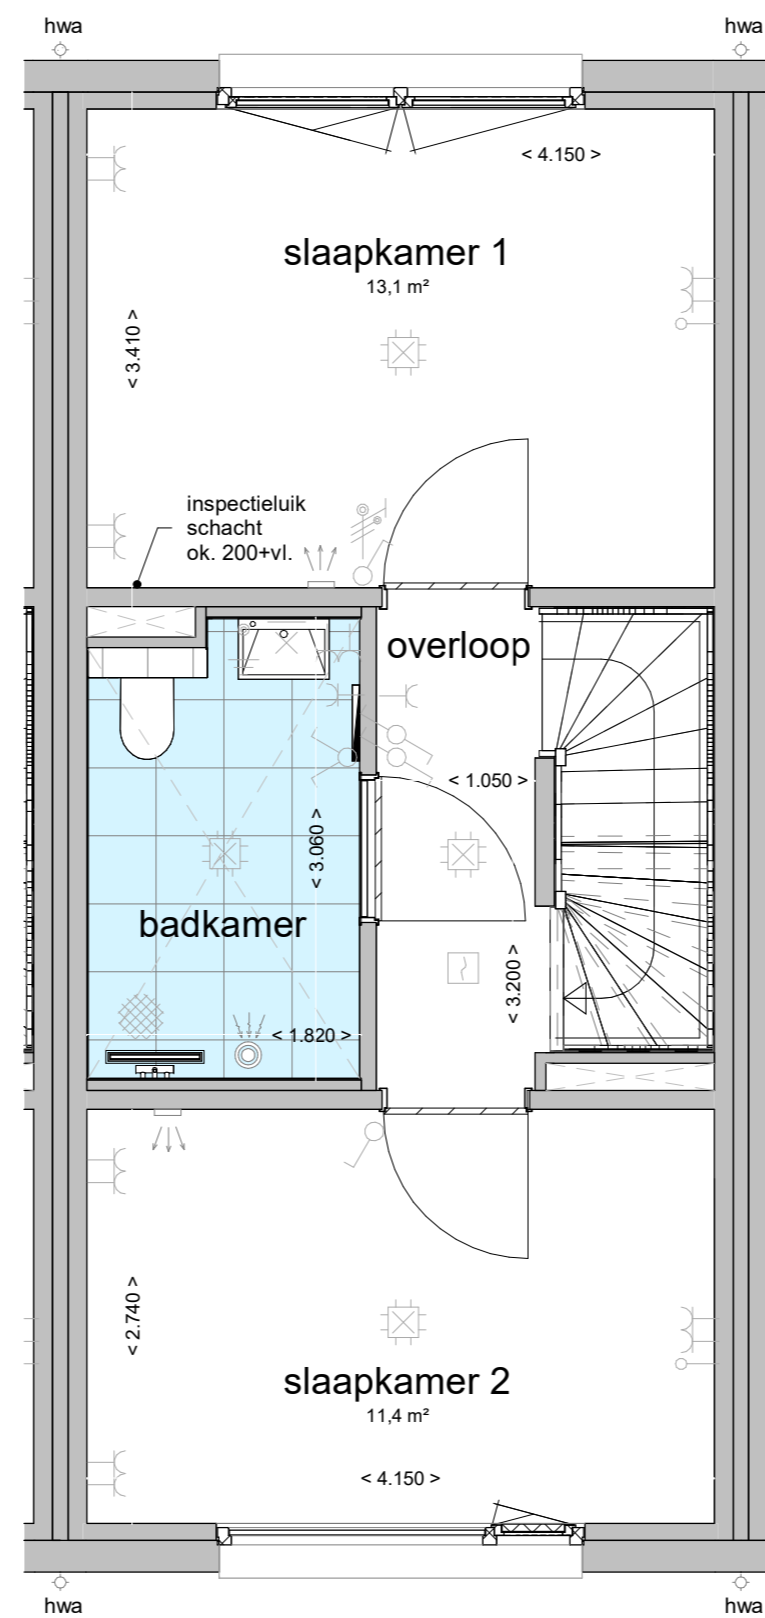 hwa
hwa
< 4.150 >
slaapkamer 1
13,1 m²
< 3.410 >
inspectieluik
schacht
ok. 200+vl.
overloop
< 1.050 >
< 3.060 >
badkamer
< 3.200 >
< 1.820 >
< 2.740 >
slaapkamer 2
11,4 m²
< 4.150 >
hwa
hwa